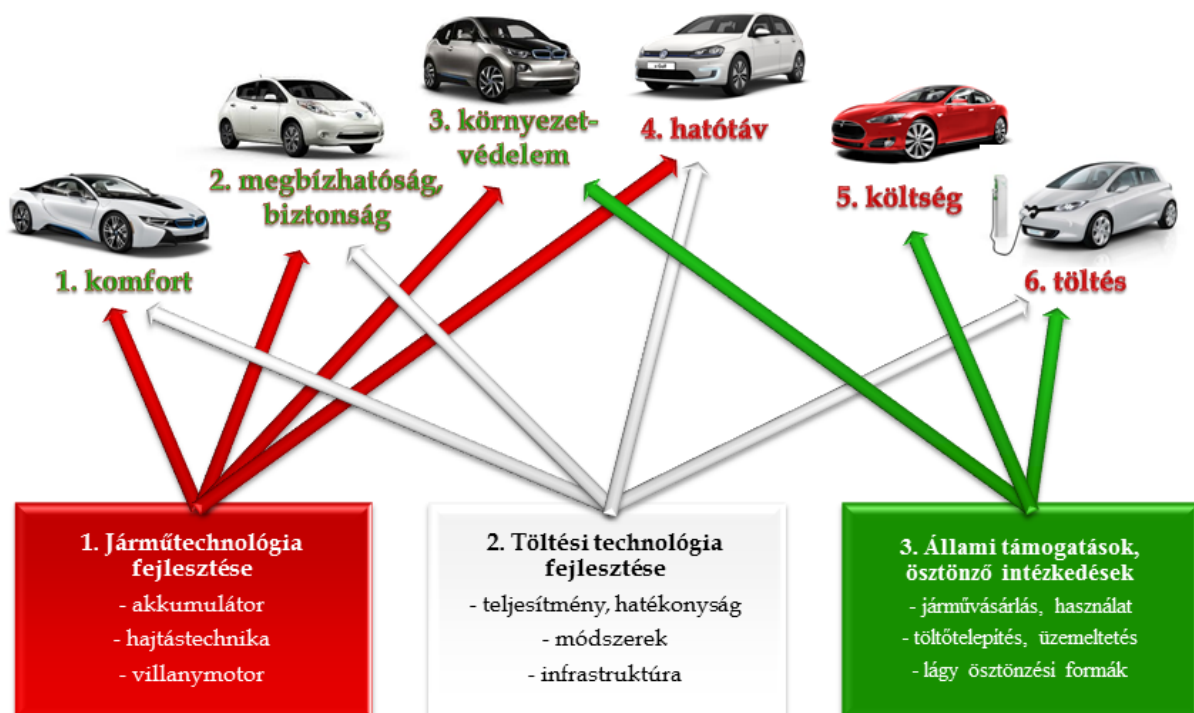 1. komfort
2. megbízhatóság,
biztonság
3. környezet-
védelem
4. hatótáv
5. költség
6. töltés
1. Járműtechnológia
fejlesztése
- akkumulátor
- hajtástechnika
- villanymotor
2. Töltési technológia
fejlesztése
- teljesítmény, hatékonyság
- módszerek
- infrastruktúra
3. Állami támogatások,
ösztönző intézkedések
- járművásárlás, használat
- töltőtelepítés, üzemeltetés
- lágy ösztönzési formák